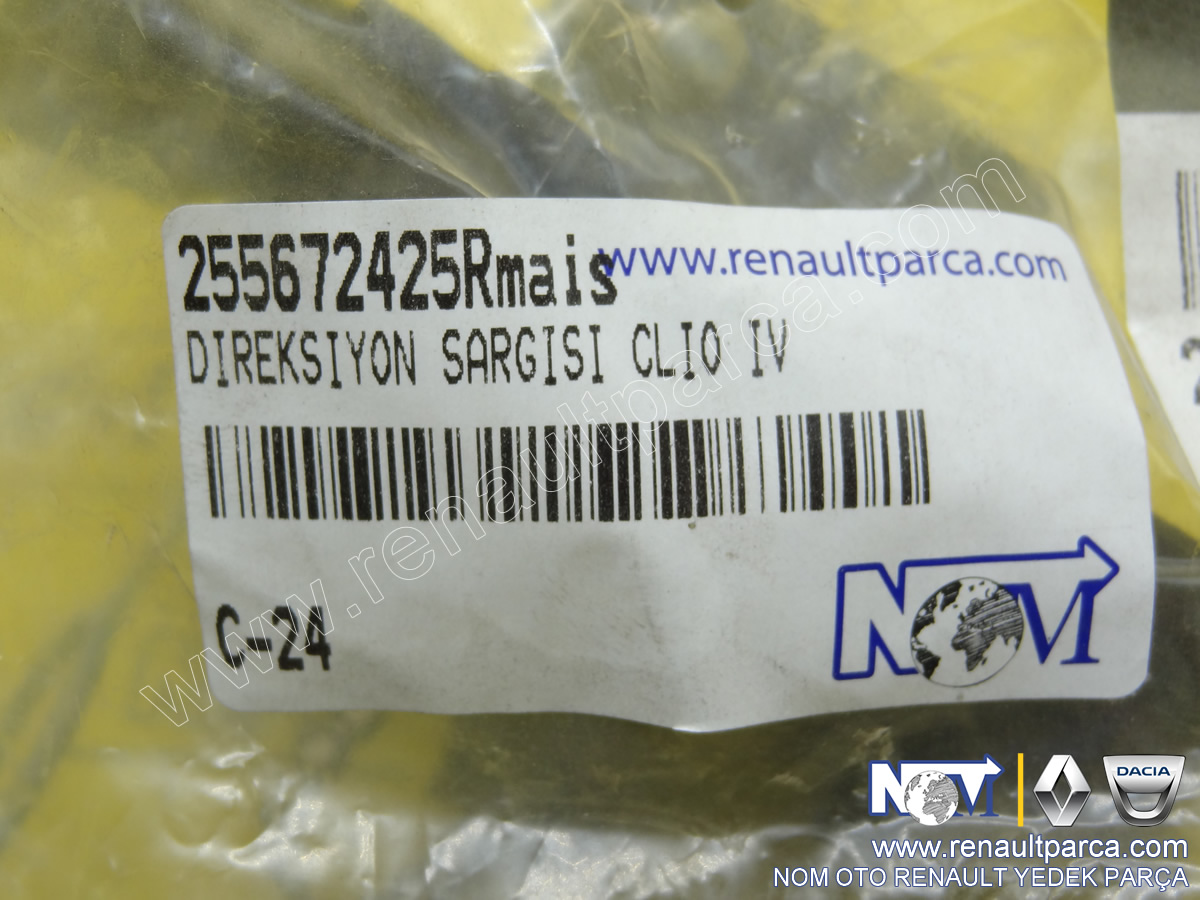 255672425Rmais
www.renaultparca.com
DIREKSIYON SARGISI CLIO IV
www.renaultparca.com
C-24
NOM
NOM
DACIA
www.renaultparca.com
NOM OTO RENAULT YEDEK PARÇA